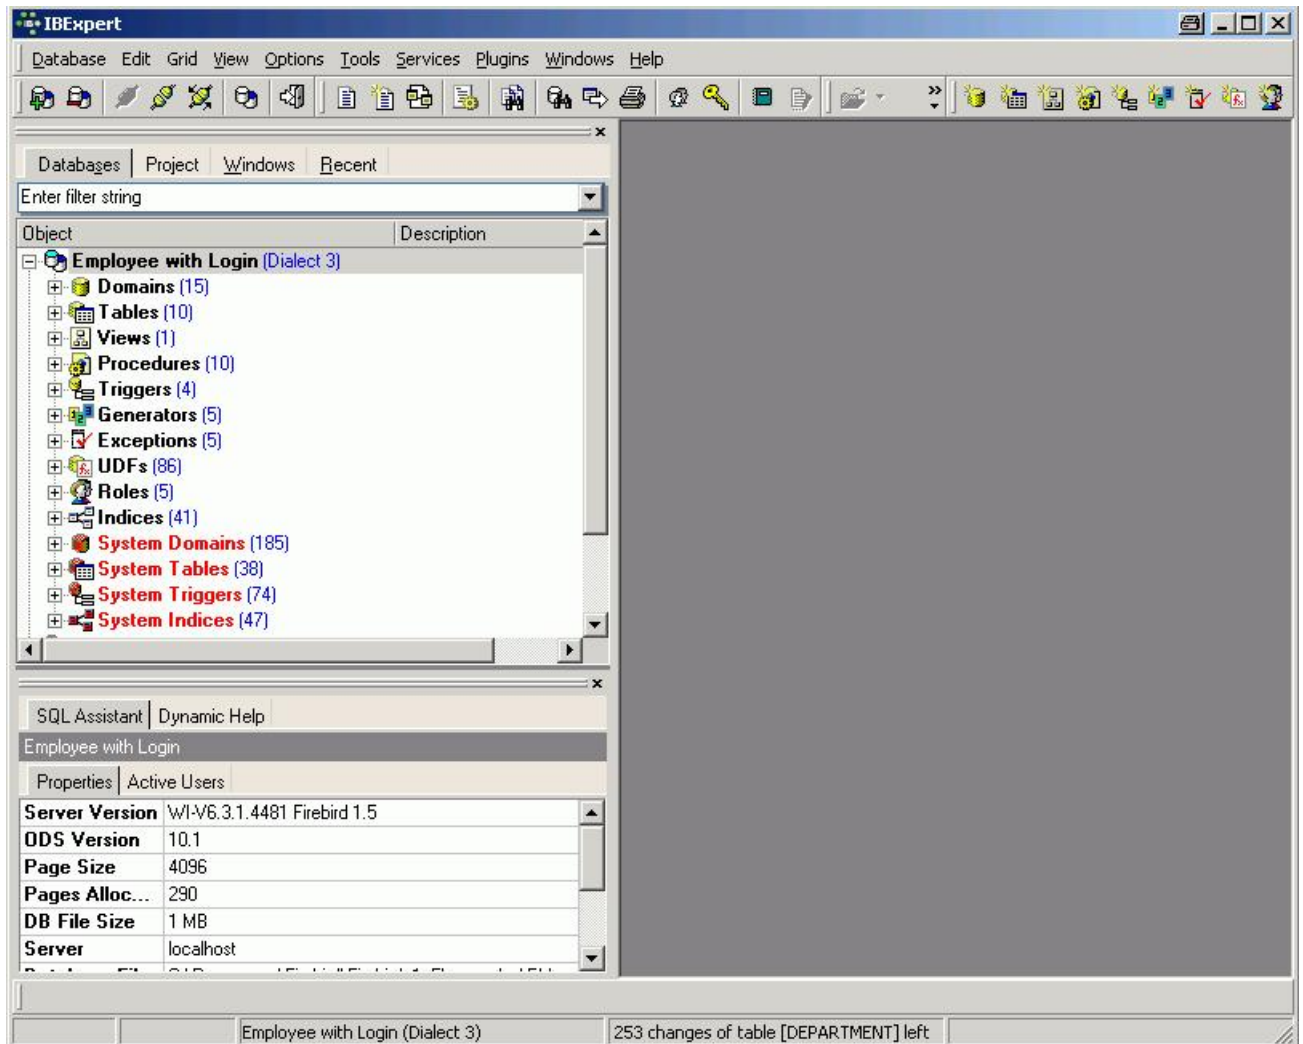 IBExpert
Database Edit Grid View Options Tools Services Plugins Windows Help
Databases Project Windows Recent
Enter filter string
Object Description
Employee with Login (Dialect 3)
Domains (15)
Tables (10)
Views (1)
Procedures (10)
Triggers (4)
Generators (5)
Exceptions (5)
UDFs (86)
Roles (5)
Indices (41)
System Domains (185)
System Tables (38)
System Triggers (74)
System Indices (47)
SQL Assistant Dynamic Help
Employee with Login
Properties Active Users
Server Version WI-V6.3.1.4481 Firebird 1.5
ODS Version 10.1
Page Size 4096
Pages Alloc... 290
DB File Size 1 MB
Server localhost
Employee with Login (Dialect 3) 253 changes of table [DEPARTMENT] left